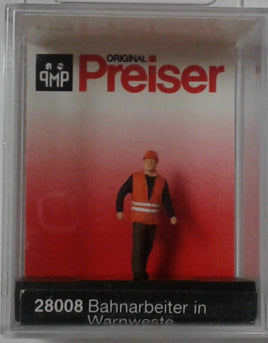 ORIGINAL
PMP Preiser
28008 Bahnarbeiter in
Warnweste